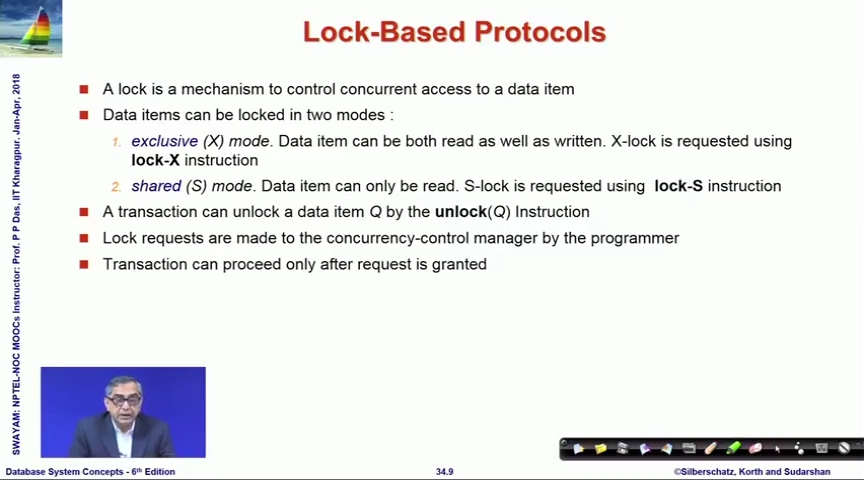 Lock-Based Protocols
A lock is a mechanism to control concurrent access to a data item
Data items can be locked in two modes :
1. exclusive (X) mode. Data item can be both read as well as written. X-lock is requested using
lock-X instruction
2. shared (S) mode. Data item can only be read. S-lock is requested using lock-S instruction
A transaction can unlock a data item Q by the unlock(Q) Instruction
Lock requests are made to the concurrency-control manager by the programmer
Transaction can proceed only after request is granted
SWAYAM: NPTEL-NOC MOOCs Instructor: Prof. P P Das, IIT Kharagpur. Jan-Apr, 2018
Database System Concepts - 6th Edition
34.9
©Silberschatz, Korth and Sudarshan